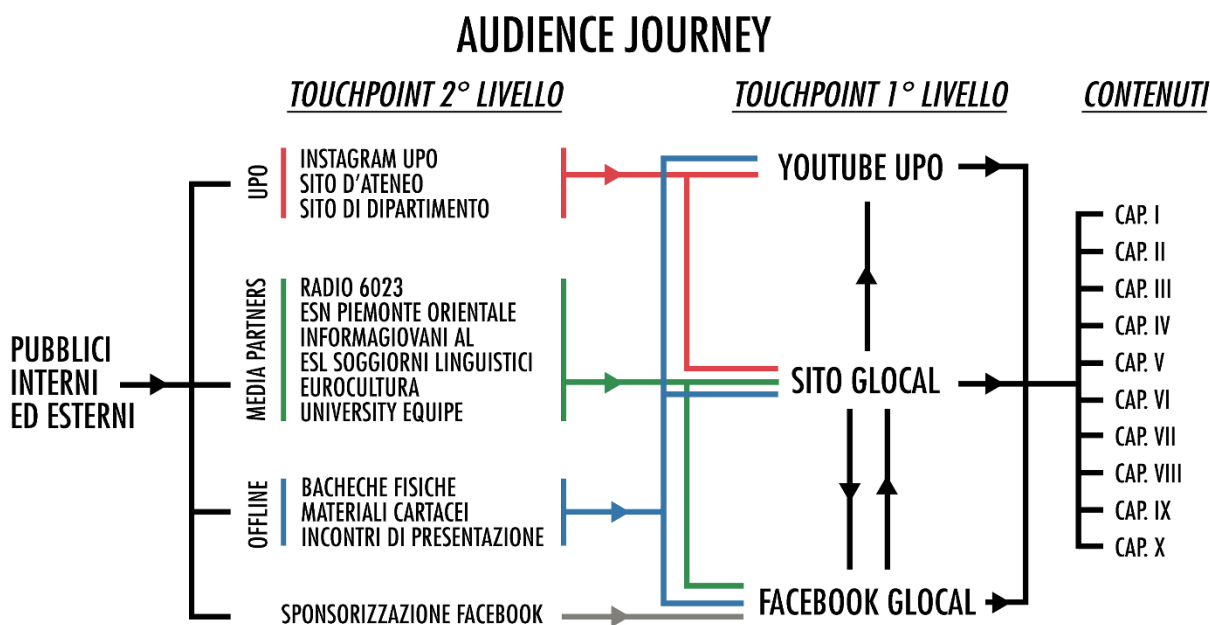 AUDIENCE JOURNEY
TOUCHPOINT 2° LIVELLO
TOUCHPOINT 1° LIVELLO
CONTENUTI
PUBBLICI
INTERNI
ED ESTERNI
UPO
INSTAGRAM UPO
SITO D'ATENEO
SITO DI DIPARTIMENTO
MEDIA PARTNERS
RADIO 6023
ESN PIEMONTE ORIENTALE
INFORMAGIOVANI AL
ESL SOGGIORNI LINGUISTICI
EUROCULTURA
UNIVERSITY EQUIPE
OFFLINE
BACHECHE FISICHE
MATERIALI CARTACEI
INCONTRI DI PRESENTAZIONE
SPONSORIZZAZIONE FACEBOOK
YOUTUBE UPO
SITO GLOCAL
FACEBOOK GLOCAL
CAP. I
CAP. II
CAP. III
CAP. IV
CAP. V
CAP. VI
CAP. VII
CAP. VIII
CAP. IX
CAP. X